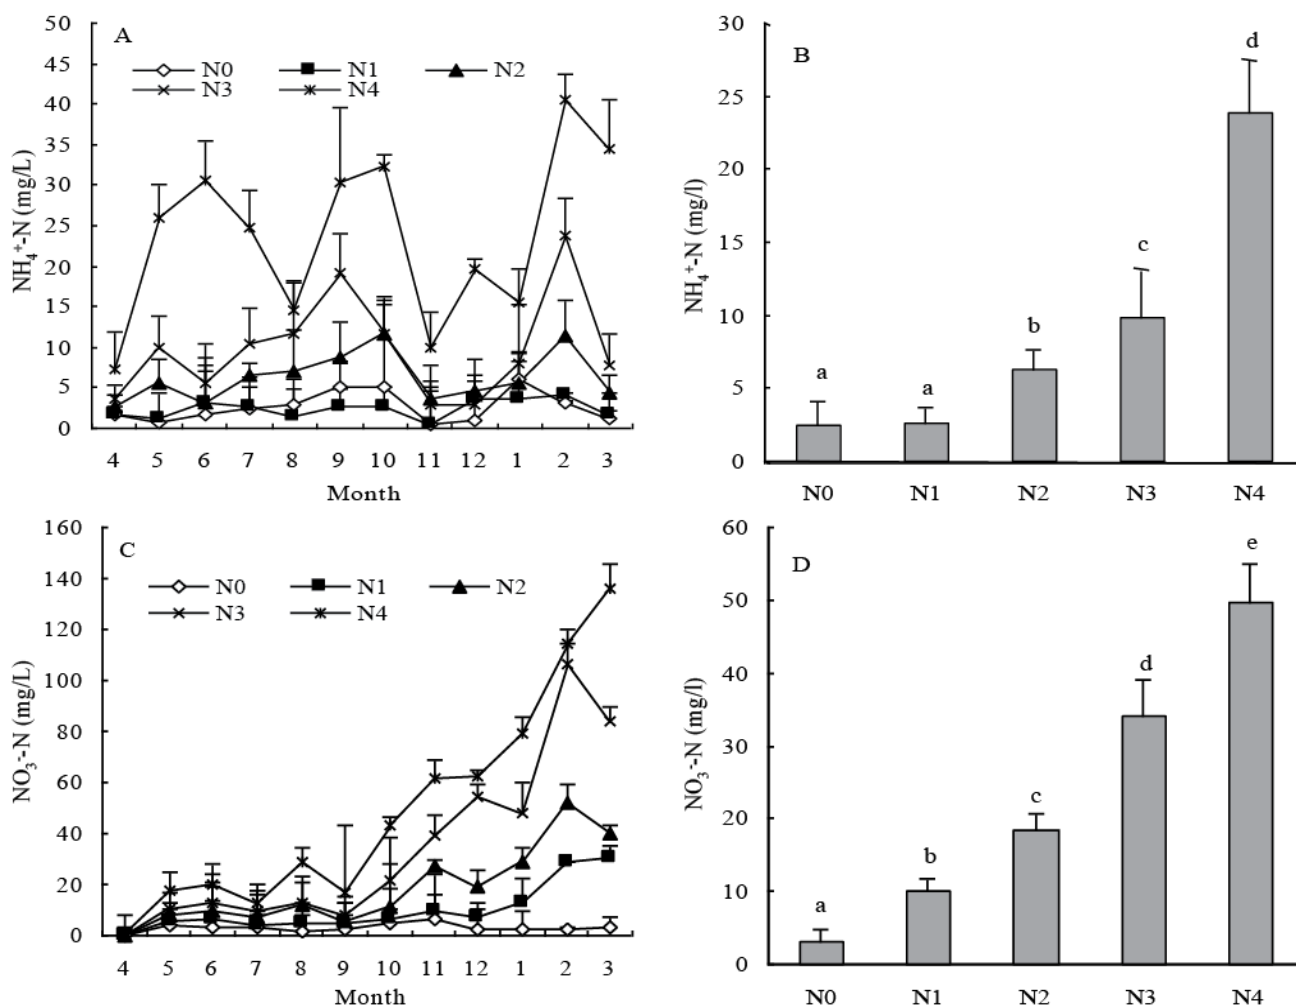 A
N0 N1 N2
N3 N4
NH₄⁺-N (mg/L)
50
45
40
35
30
25
20
15
10
5
0
4 5 6 7 8 9 10 11 12 1 2 3
Month
B
NH₄⁺-N (mg/l)
30
25
20
15
10
5
0
a a b c d
N0 N1 N2 N3 N4
C
N0 N1 N2
N3 N4
NO₃⁻-N (mg/L)
160
140
120
100
80
60
40
20
0
4 5 6 7 8 9 10 11 12 1 2 3
Month
D
NO₃⁻-N (mg/l)
60
50
40
30
20
10
0
a b c d e
N0 N1 N2 N3 N4